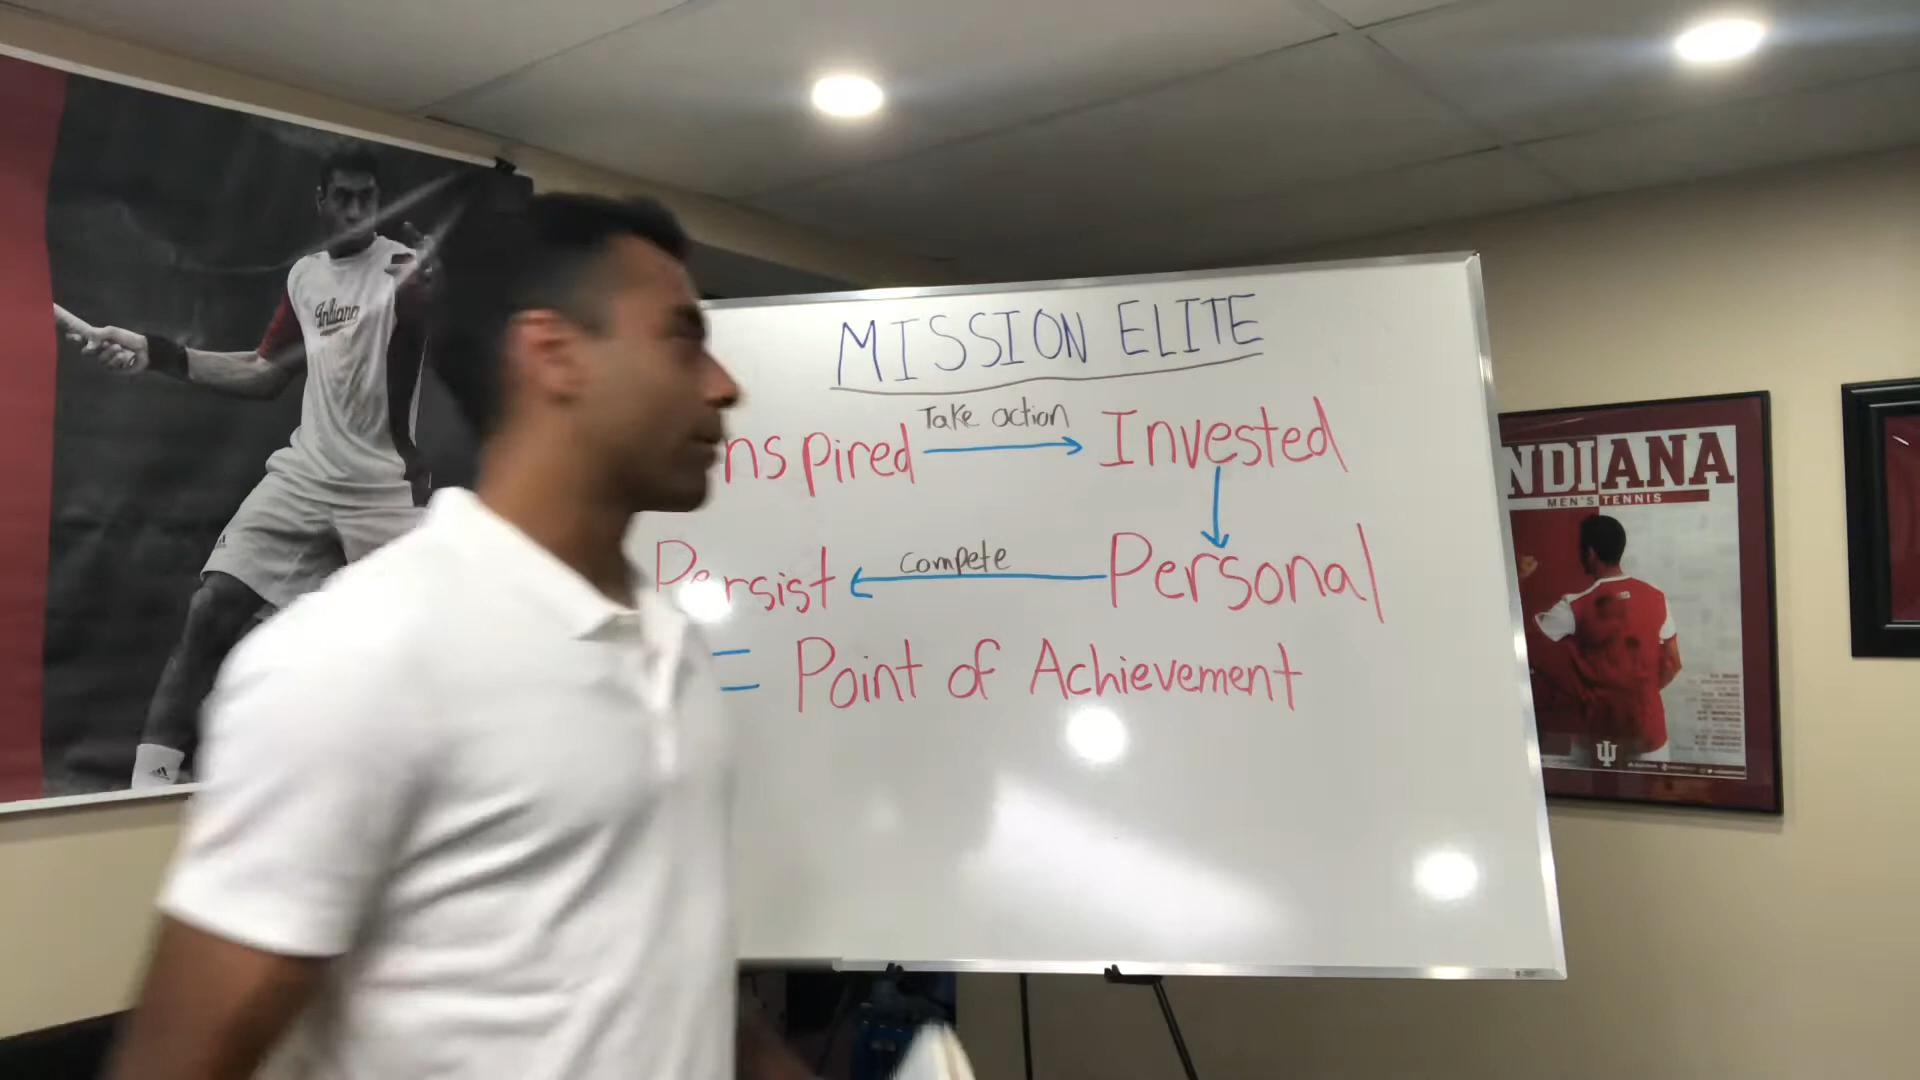 MISSION ELITE
nspired Take action Invested
Persist compete Personal
= Point of Achievement
Indiana
NDIANA
MEN'S TENNIS